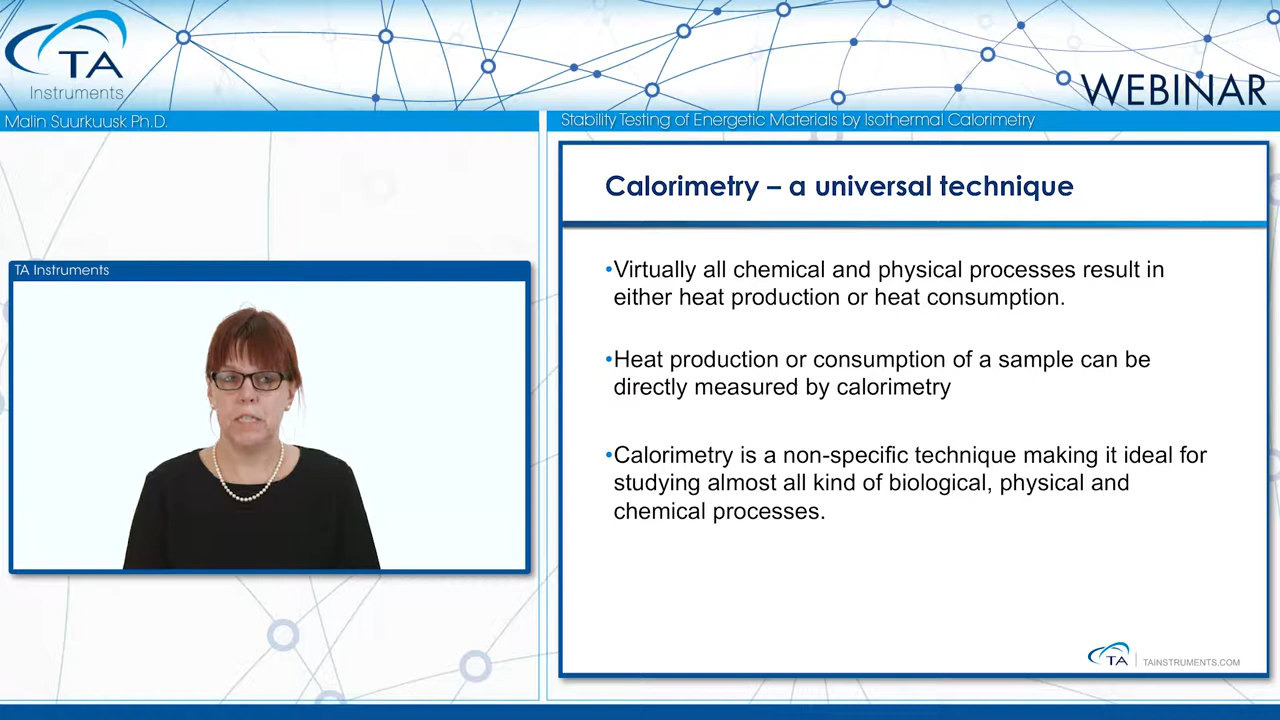 TA
Instruments
WEBINAR
Malin Suurkuusk Ph.D.
Stability Testing of Energetic Materials by Isothermal Calorimetry
TA Instruments
Calorimetry – a universal technique
•Virtually all chemical and physical processes result in
either heat production or heat consumption.
•Heat production or consumption of a sample can be
directly measured by calorimetry
•Calorimetry is a non-specific technique making it ideal for
studying almost all kind of biological, physical and
chemical processes.
TA | TAINSTRUMENTS.COM